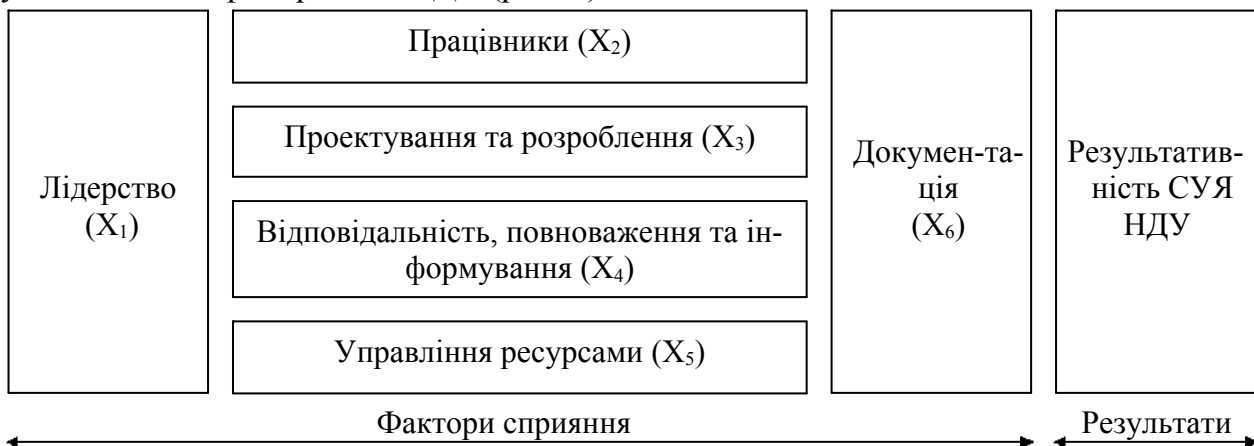 Лідерство
(X₁)
Працівники (X₂)
Проектування та розроблення (X₃)
Відповідальність, повноваження та ін-
формування (X₄)
Управління ресурсами (X₅)
Докумен-та-
ція
(X₆)
Результатив-
ність СУЯ
НДУ
Фактори сприяння
Результати